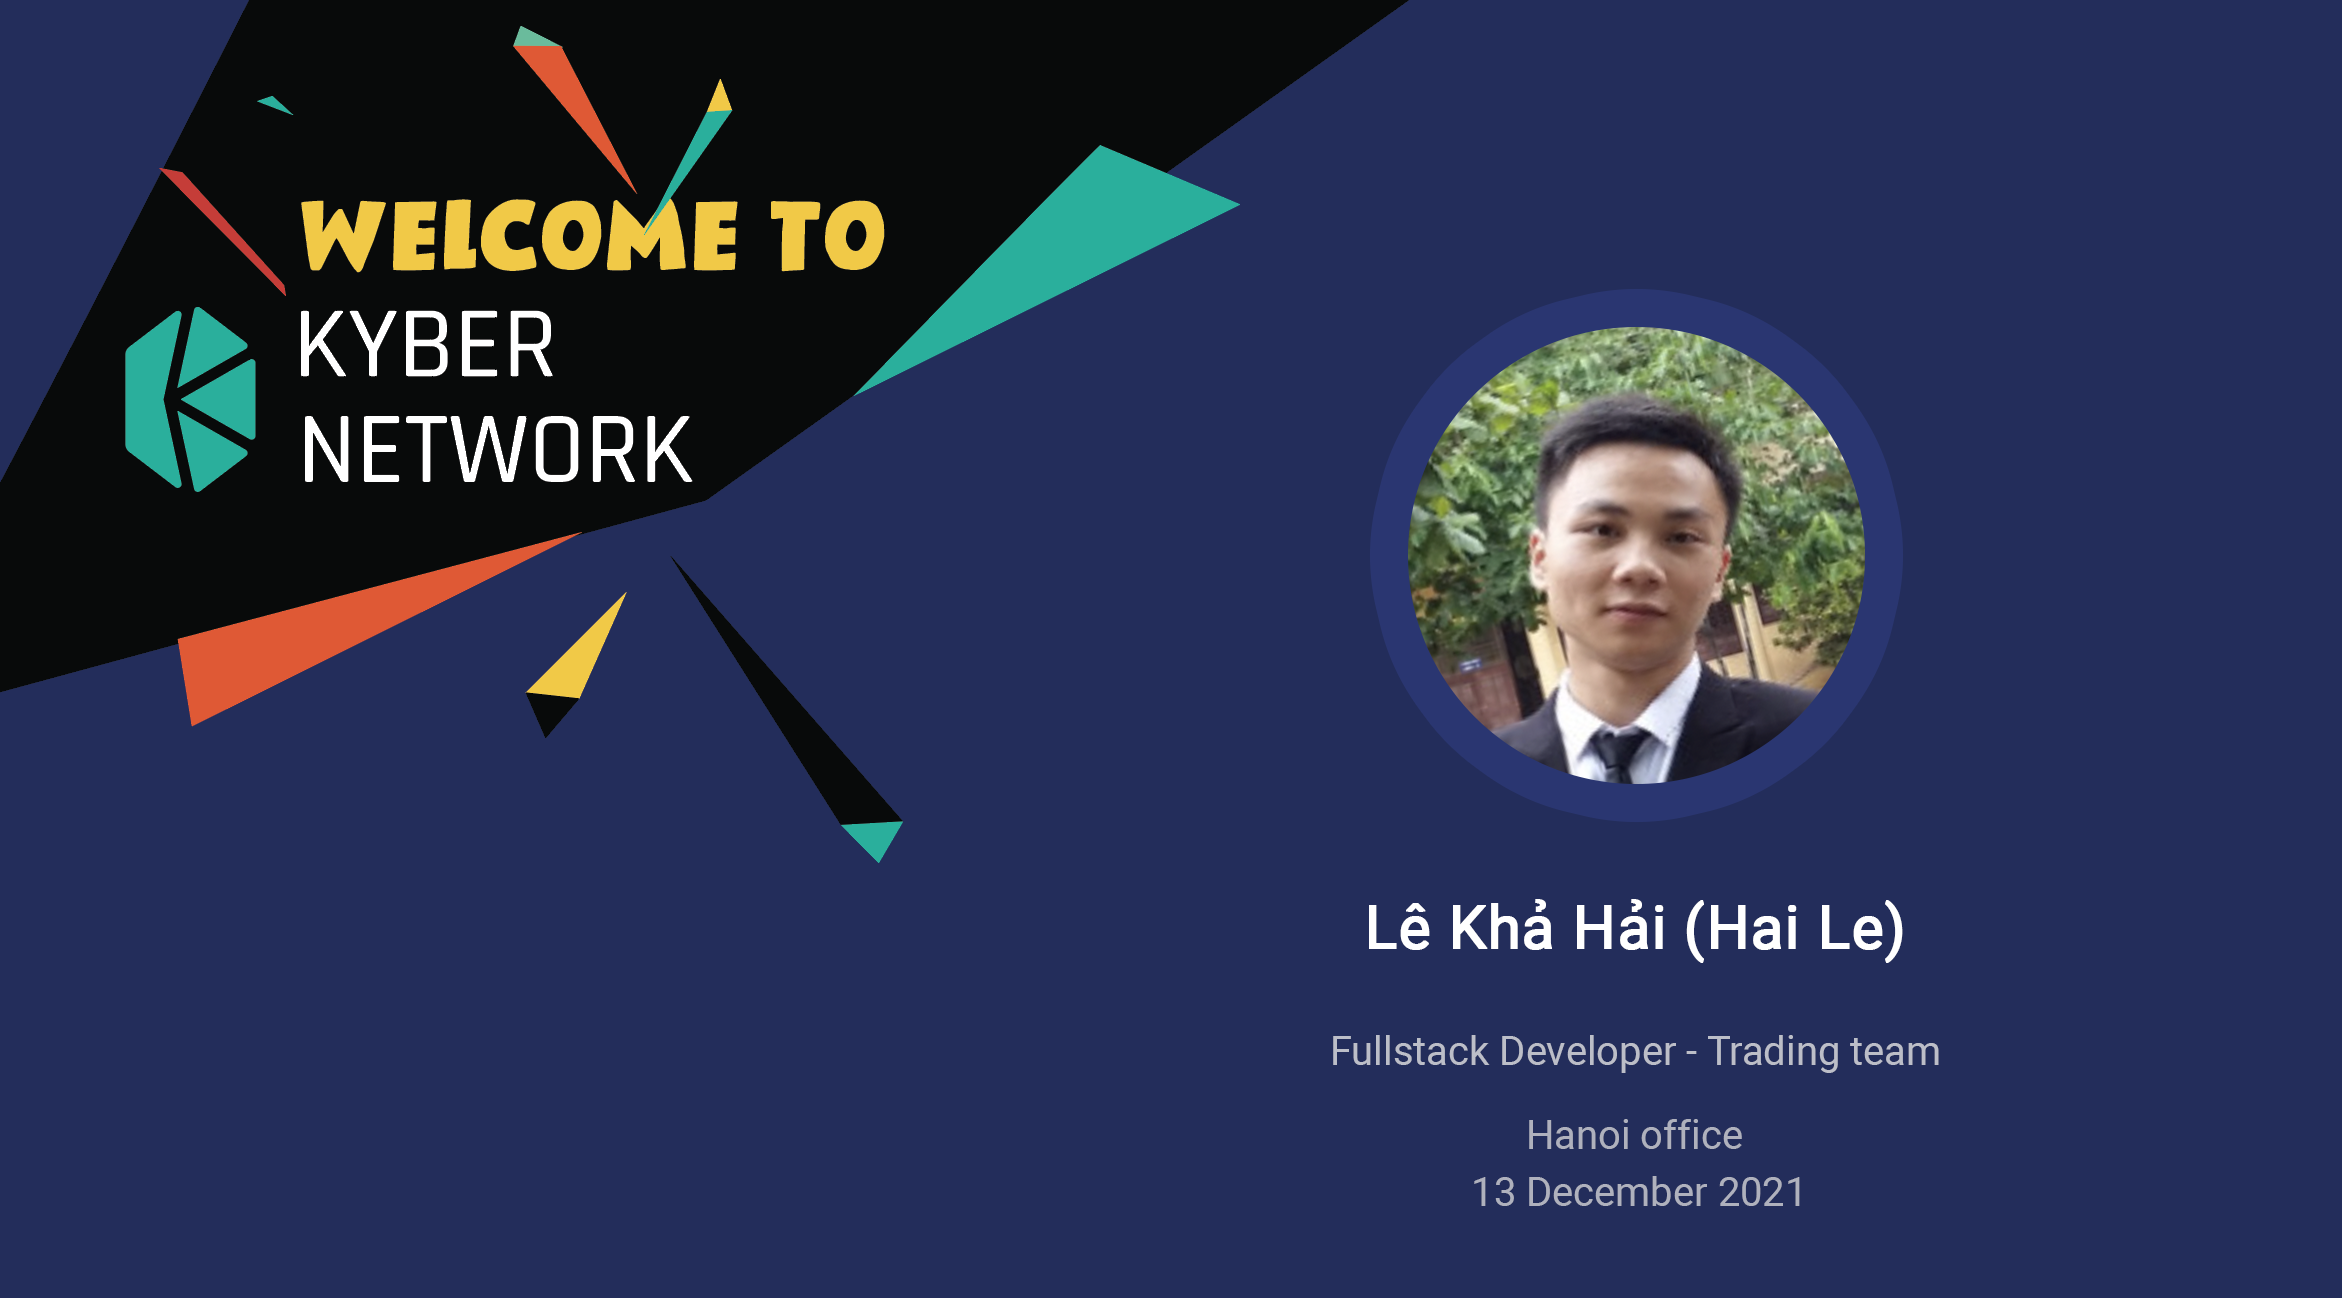 WELCOME TO
KYBER
NETWORK
Lê Khả Hải (Hai Le)
Fullstack Developer - Trading team
Hanoi office
13 December 2021